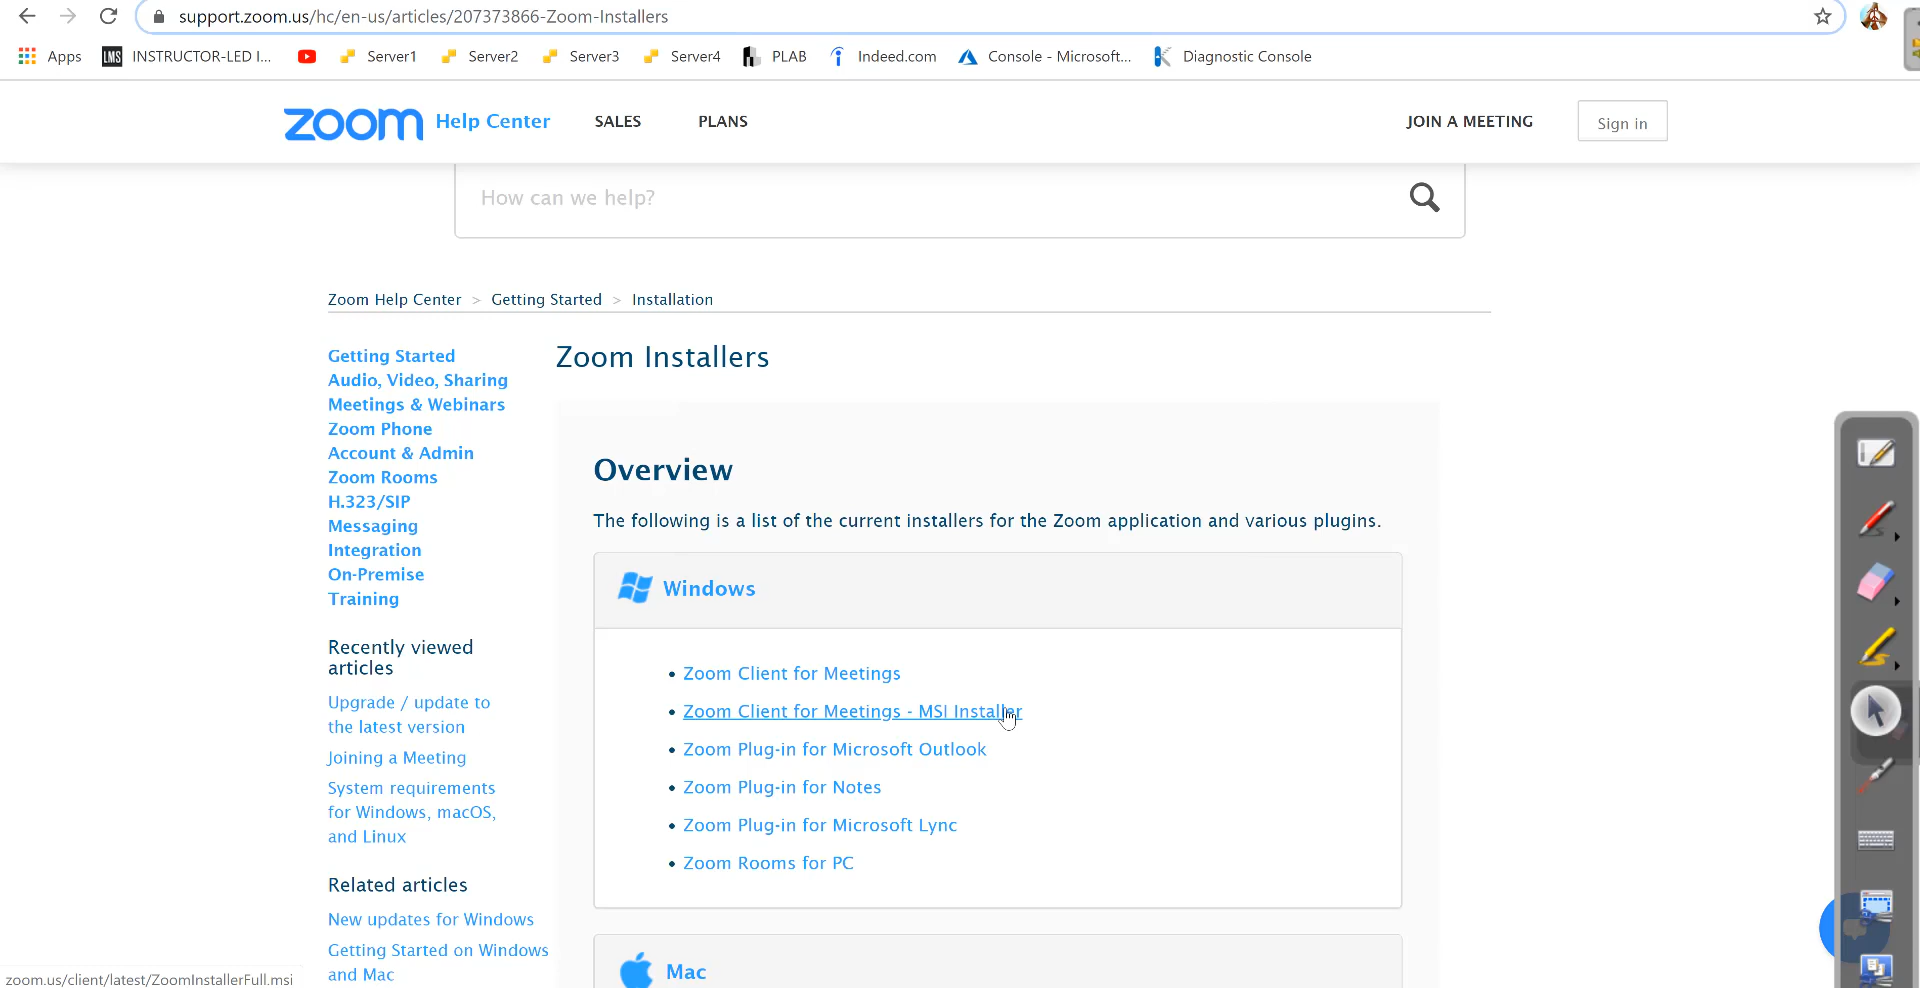 support.zoom.us/hc/en-us/articles/207373866-Zoom-Installers
Apps LMS INSTRUCTOR-LED I... Server1 Server2 Server3 Server4 PLAB Indeed.com Console - Microsoft... Diagnostic Console
zoom Help Center SALES PLANS JOIN A MEETING Sign in
How can we help?
Zoom Help Center > Getting Started > Installation
Getting Started
Audio, Video, Sharing
Meetings & Webinars
Zoom Phone
Account & Admin
Zoom Rooms
H.323/SIP
Messaging
Integration
On-Premise
Training
Recently viewed
articles
Upgrade / update to
the latest version
Joining a Meeting
System requirements
for Windows, macOS,
and Linux
Related articles
New updates for Windows
Getting Started on Windows
and Mac
Zoom Installers
Overview
The following is a list of the current installers for the Zoom application and various plugins.
Windows
• Zoom Client for Meetings
• Zoom Client for Meetings - MSI Installer
• Zoom Plug-in for Microsoft Outlook
• Zoom Plug-in for Notes
• Zoom Plug-in for Microsoft Lync
• Zoom Rooms for PC
Mac
zoom.us/client/latest/ZoomInstallerFull.msi